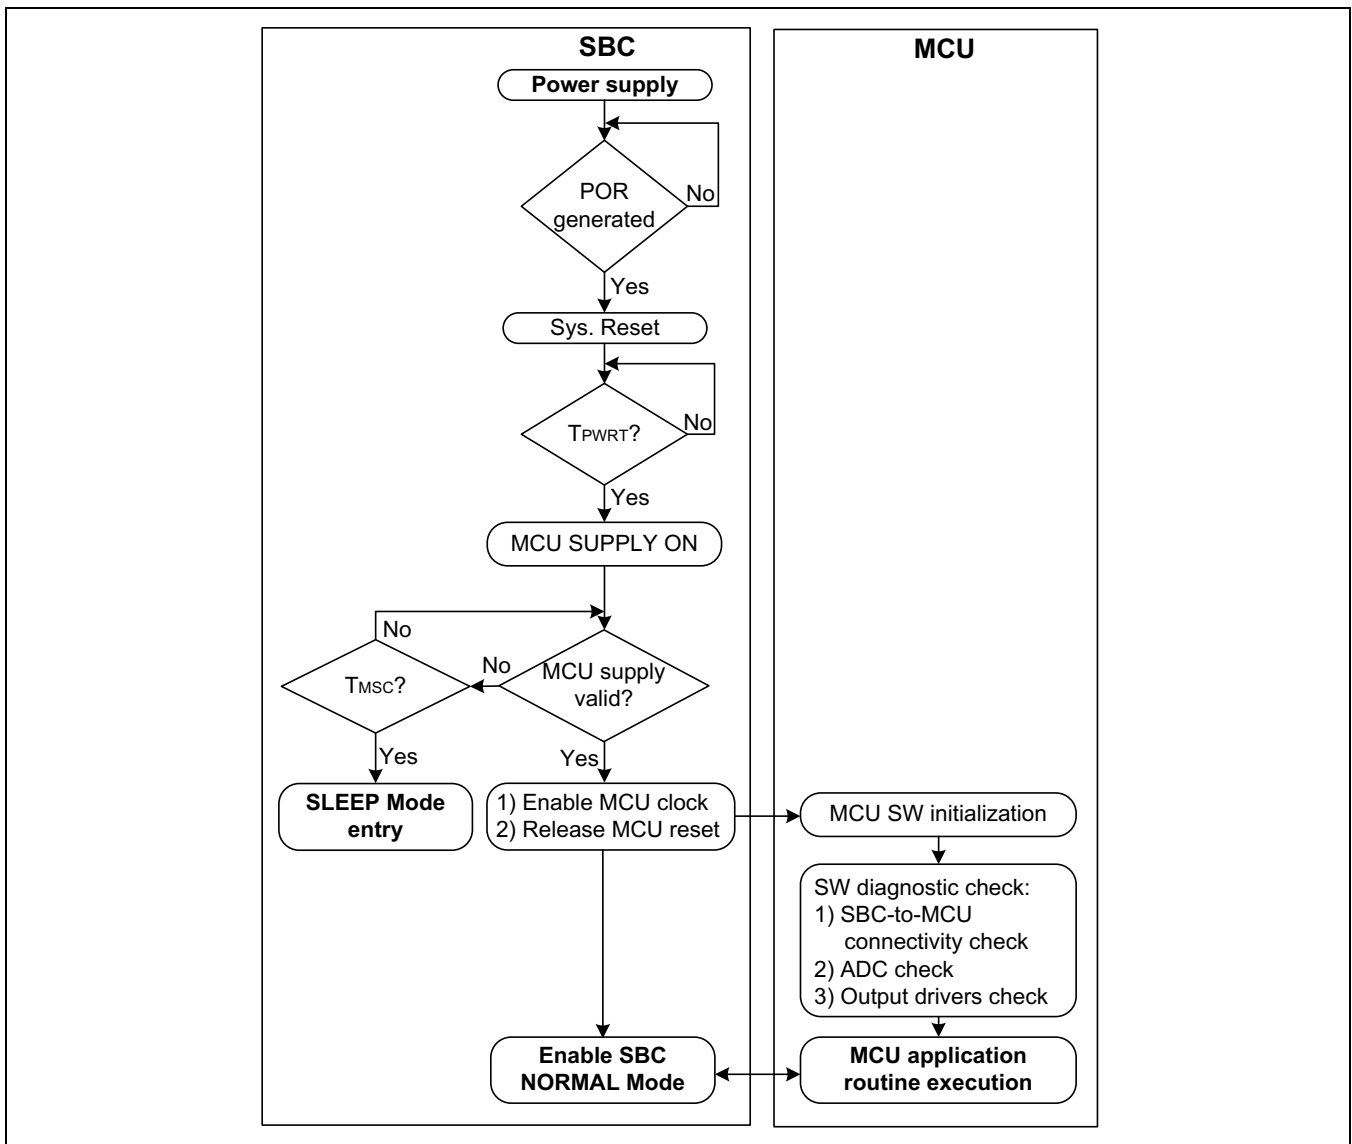 SBC
MCU
Power supply
POR
generated
No
Yes
Sys. Reset
TPWRT?
No
Yes
MCU SUPPLY ON
No
TMSC?
No
MCU supply
valid?
Yes
Yes
SLEEP Mode
entry
1) Enable MCU clock
2) Release MCU reset
MCU SW initialization
SW diagnostic check:
1) SBC-to-MCU
connectivity check
2) ADC check
3) Output drivers check
Enable SBC
NORMAL Mode
MCU application
routine execution